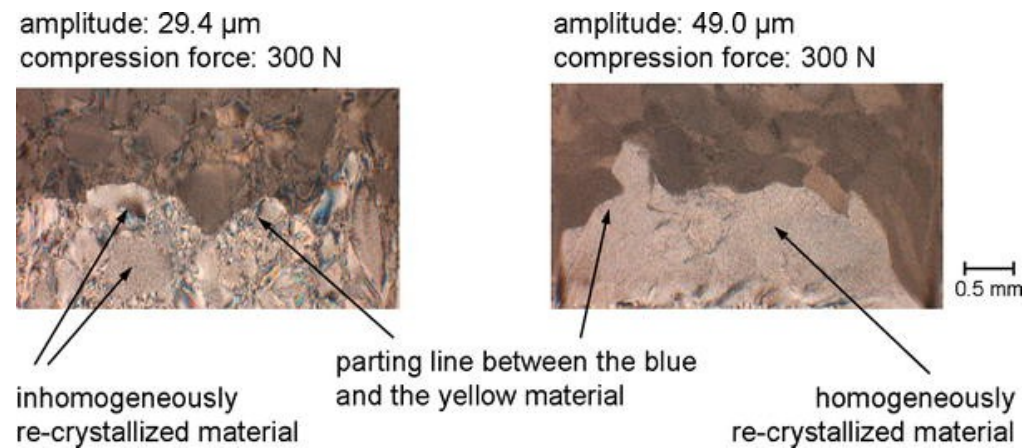 amplitude: 29.4 µm
compression force: 300 N
amplitude: 49.0 µm
compression force: 300 N
0.5 mm
inhomogeneously
re-crystallized material
parting line between the blue
and the yellow material
homogeneously
re-crystallized material